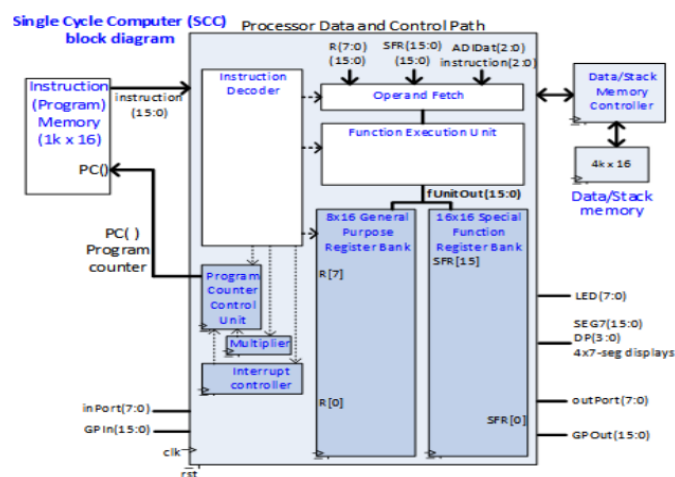 Single Cycle Computer (SCC)
block diagram
Processor Data and Control Path
Instruction
(Program)
Memory
(1k x 16)
PC()
instruction
(15:0)
PC( )
Program
counter
Instruction
Decoder
R(7:0)
(15:0)
SFR(15:0)
(15:0)
ADIDat(2:0)
instruction(2:0)
Operand Fetch
Function Execution Unit
fUnitOut(15:0)
8x16 General
Purpose
Register Bank
R[7]
R[0]
16x16 Special
Function
Register Bank
SFR[15]
SFR[0]
Program
Counter
Control
Unit
Multiplier
Interrupt
controller
Data/Stack
Memory
Controller
4k x 16
Data/Stack
memory
inPort(7:0)
GPIn(15:0)
clk
rst
LED(7:0)
SEG7(15:0)
DP(3:0)
4x7-seg displays
outPort(7:0)
GPOut(15:0)